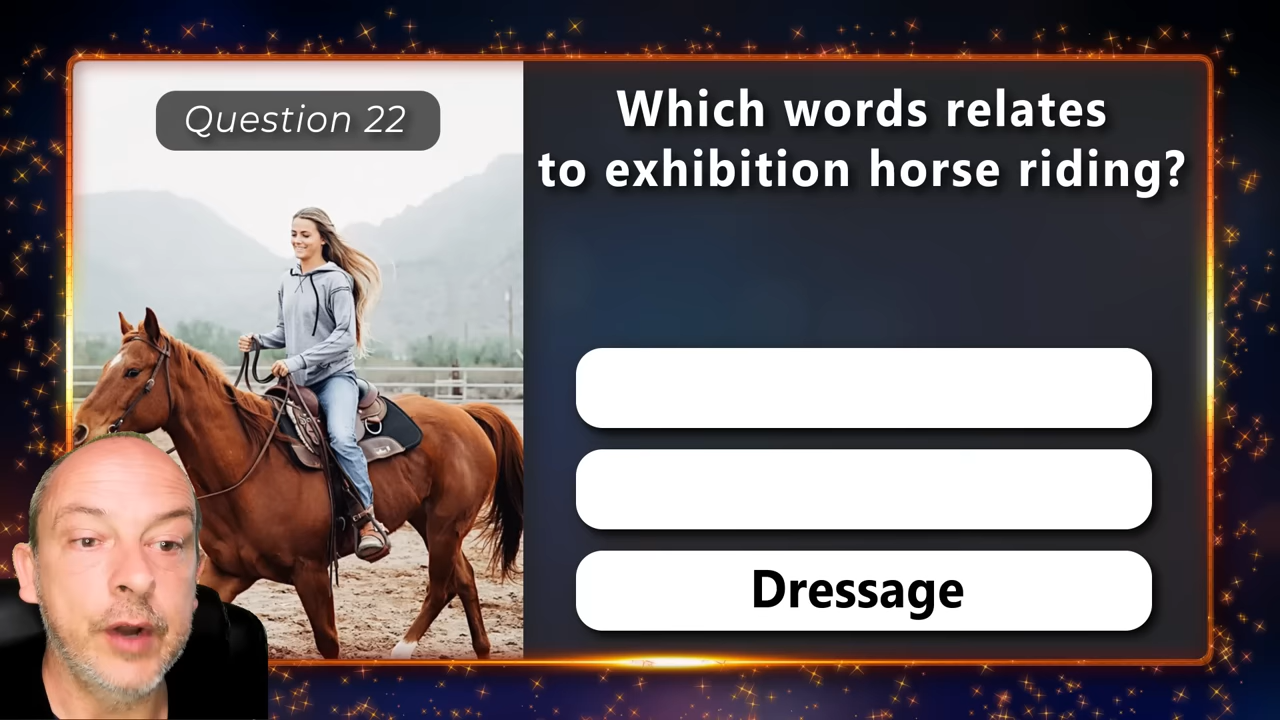 Question 22
Which words relates
to exhibition horse riding?
Dressage